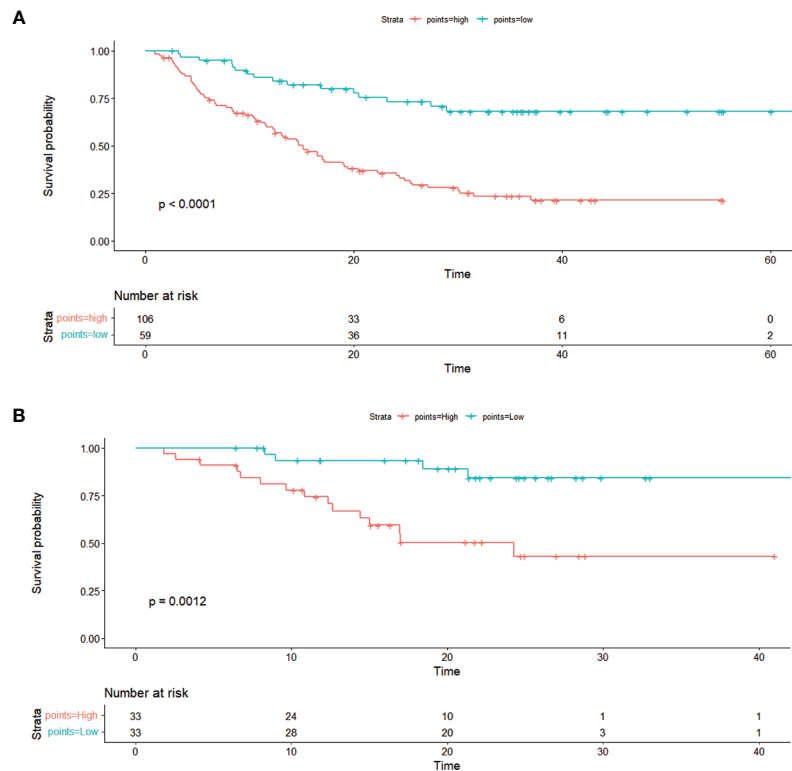 A
Strata points=high points=low
1.00
0.75
0.50
0.25
0.00
Survival probability
p < 0.0001
0 20 40 60
Time
Number at risk
Strata
points=high 106 33 6 0
points=low 59 36 11 2
0 20 40 60
Time
B
Strata points=High points=Low
1.00
0.75
0.50
0.25
0.00
Survival probability
p = 0.0012
0 10 20 30 40
Time
Number at risk
Strata
points=High 33 24 10 1 1
points=Low 33 28 20 3 1
0 10 20 30 40
Time